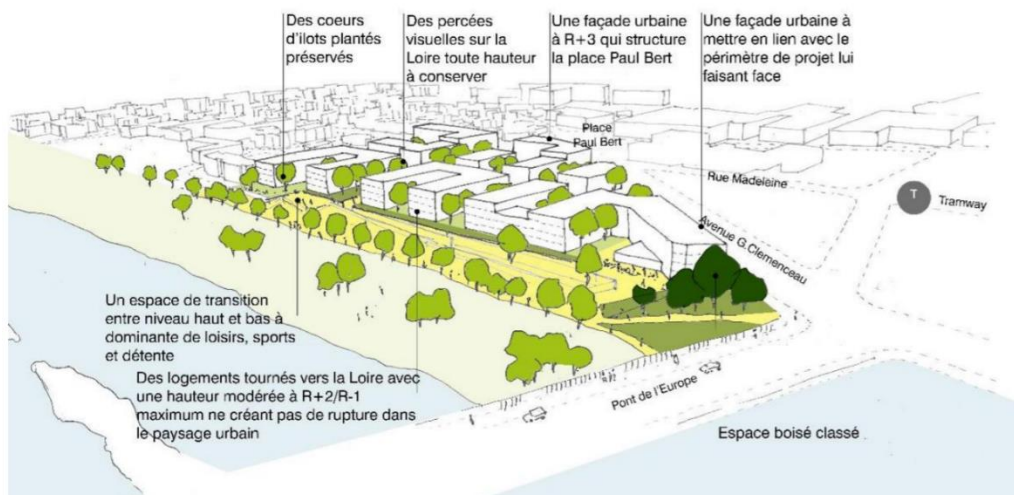 Des coeurs
d'ilots plantés
préservés
Des percées
visuelles sur la
Loire toute hauteur
à conserver
Une façade urbaine
à R+3 qui structure
la place Paul Bert
Une façade urbaine à
mettre en lien avec le
périmètre de projet lui
faisant face
Place
Paul Bert
Rue Madeleine
T
Tramway
Avenue G.Clemenceau
Un espace de transition
entre niveau haut et bas à
dominante de loisirs, sports
et détente
Des logements tournés vers la Loire avec
une hauteur modérée à R+2/R-1
maximum ne créant pas de rupture dans
le paysage urbain
Pont de l'Europe
Espace boisé classé